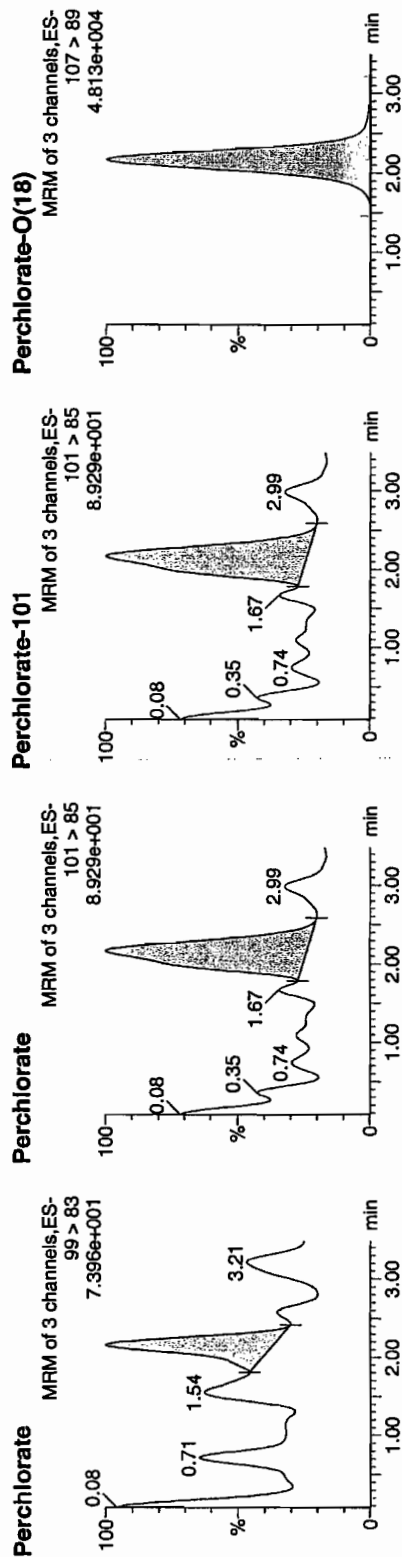 Perchlorate
MRM of 3 channels,ES-
99 > 83
7.396e+001
100
%
0
0.08
0.71
1.54
3.21
1.00
2.00
3.00
min
Perchlorate
MRM of 3 channels,ES-
101 > 85
8.929e+001
100
%
0
0.08
0.35
0.74
1.67
2.99
1.00
2.00
3.00
min
Perchlorate-101
MRM of 3 channels,ES-
101 > 85
8.929e+001
100
%
0
0.08
0.35
0.74
1.67
2.99
1.00
2.00
3.00
min
Perchlorate-O(18)
MRM of 3 channels,ES-
107 > 89
4.813e+004
100
%
0
1.00
2.00
3.00
min